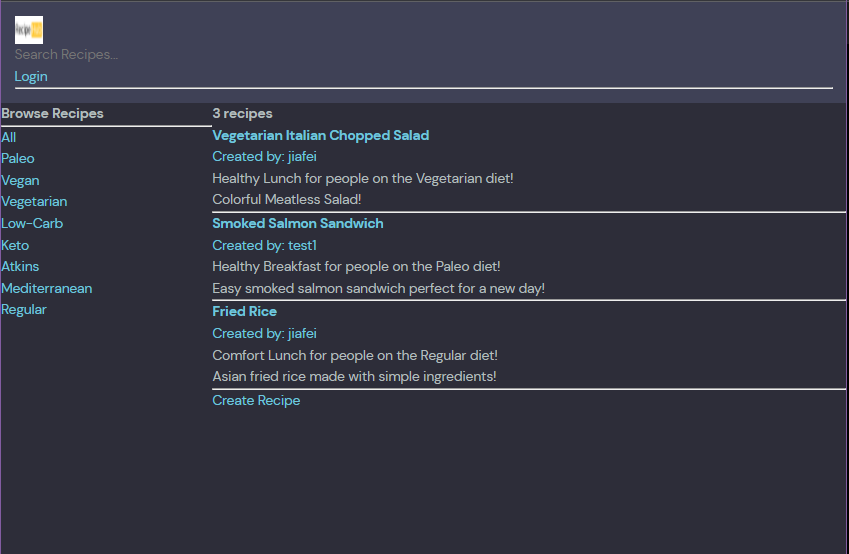 Recipe
Search Recipes...
Login
Browse Recipes
All
Paleo
Vegan
Vegetarian
Low-Carb
Keto
Atkins
Mediterranean
Regular
3 recipes
Vegetarian Italian Chopped Salad
Created by: jiafei
Healthy Lunch for people on the Vegetarian diet!
Colorful Meatless Salad!
Smoked Salmon Sandwich
Created by: test1
Healthy Breakfast for people on the Paleo diet!
Easy smoked salmon sandwich perfect for a new day!
Fried Rice
Created by: jiafei
Comfort Lunch for people on the Regular diet!
Asian fried rice made with simple ingredients!
Create Recipe